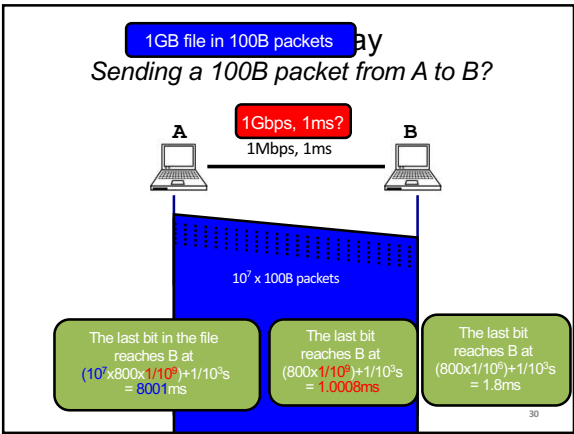 1GB file in 100B packets
ay
Sending a 100B packet from A to B?
1Gbps, 1ms?
A
B
1Mbps, 1ms
10⁷ x 100B packets
The last bit in the file
reaches B at
(10⁷x800x1/10⁹)+1/10³s
= 8001ms
The last bit
reaches B at
(800x1/10⁹)+1/10³s
= 1.0008ms
The last bit
reaches B at
(800x1/10⁶)+1/10³s
= 1.8ms
30